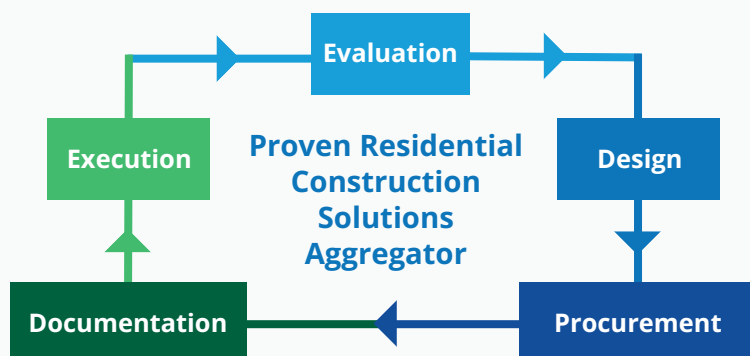 Evaluation
Execution
Proven Residential
Construction
Solutions
Aggregator
Design
Documentation
Procurement